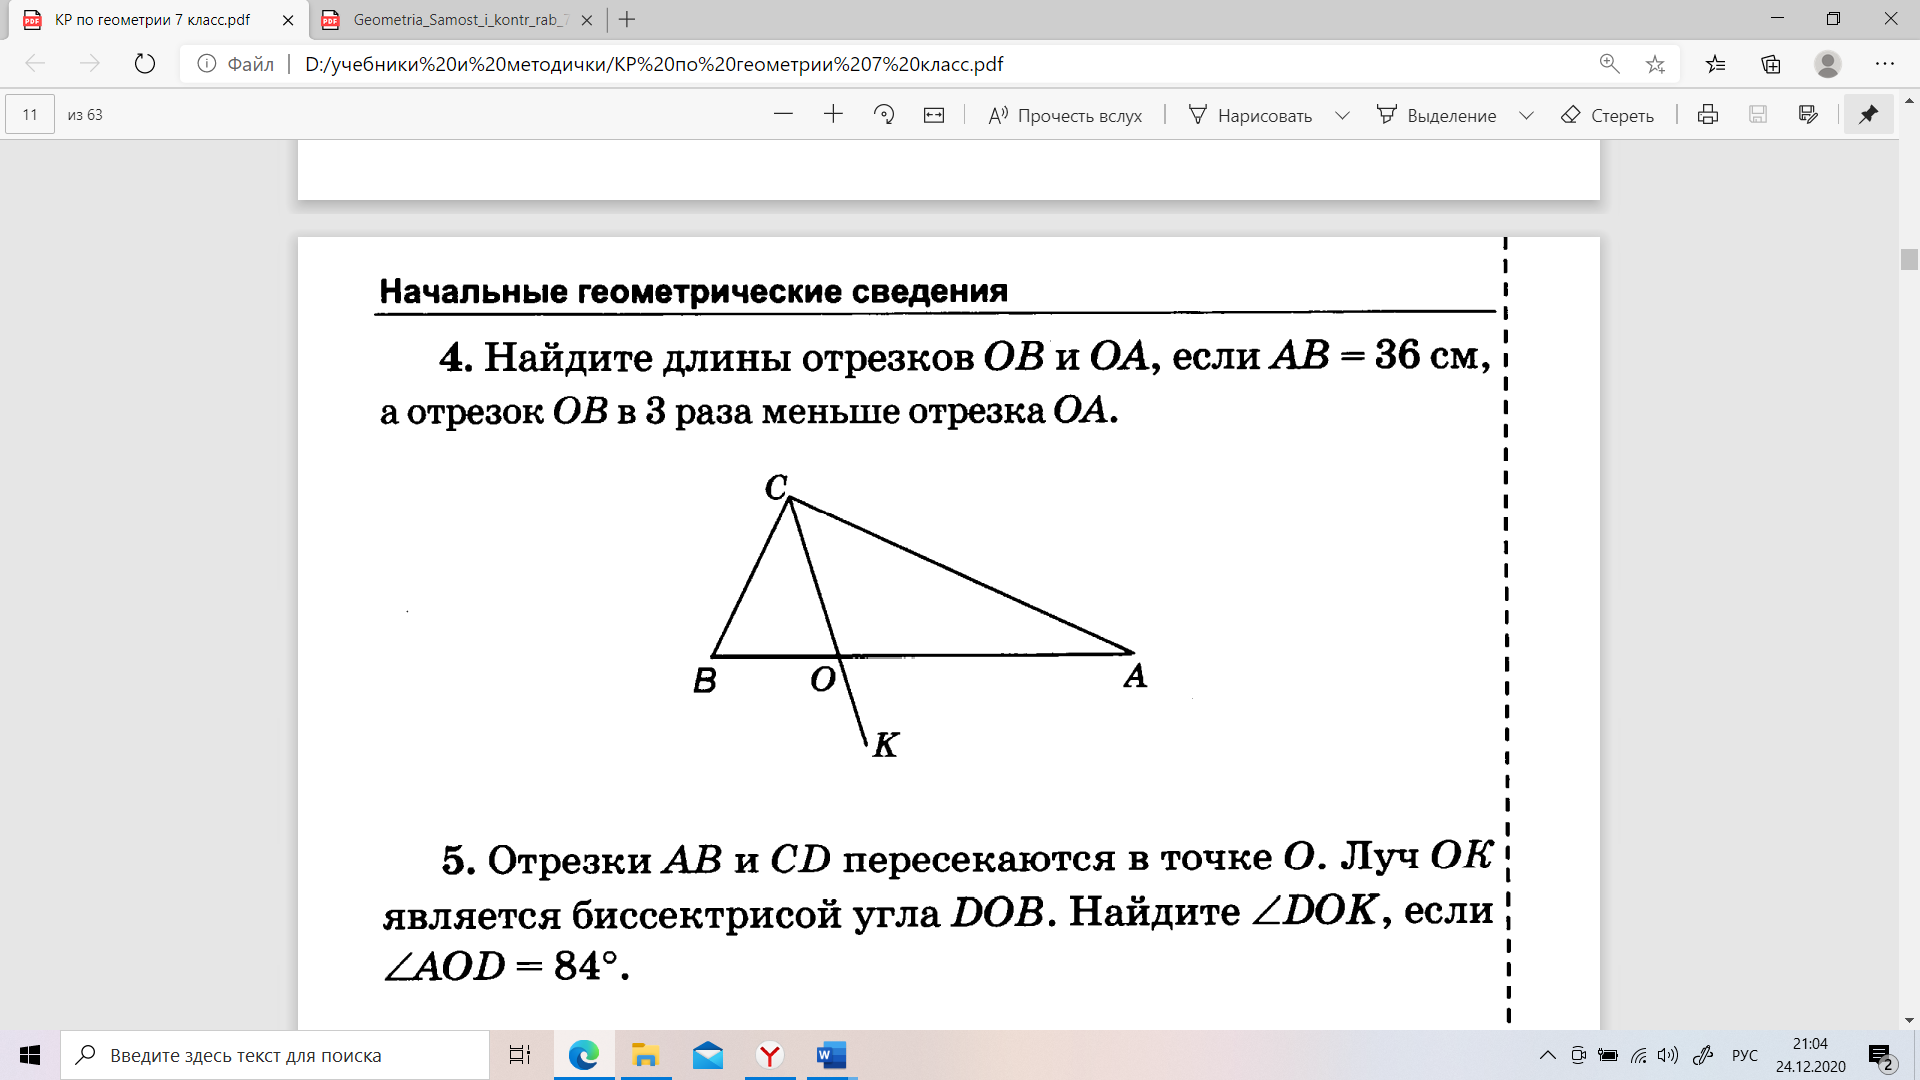 КР по геометрии 7 класс.pdf
Geometria_Samost_i_kontr_rab_7
Файл
D:/учебники%20и%20методички/КР%20по%20геометрии%207%20класс.pdf
11
из 63
Прочесть вслух
Нарисовать
Выделение
Стереть
Начальные геометрические сведения
4. Найдите длины отрезков OB и OA, если AB = 36 см,
а отрезок OB в 3 раза меньше отрезка OA.
C
B
O
A
K
5. Отрезки AB и CD пересекаются в точке O. Луч OK
является биссектрисой угла DOB. Найдите ∠DOK, если
∠AOD = 84°.
Введите здесь текст для поиска
РУС
21:04
24.12.2020
2